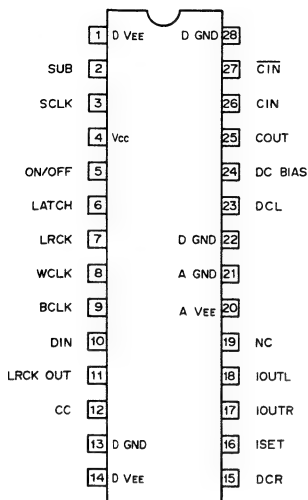 1 D VEE D GND 28
SUB 2 27 CIN
SCLK 3 26 CIN
4 Vcc 25 COUT
ON/OFF 5 24 DC BIAS
LATCH 6 23 DCL
LRCK 7 D GND 22
WCLK 8 A GND 21
BCLK 9 A VEE 20
DIN 10 19 NC
LRCK OUT 11 18 IOUTL
CC 12 17 IOUTR
13 D GND 16 ISET
14 D VEE 15 DCR